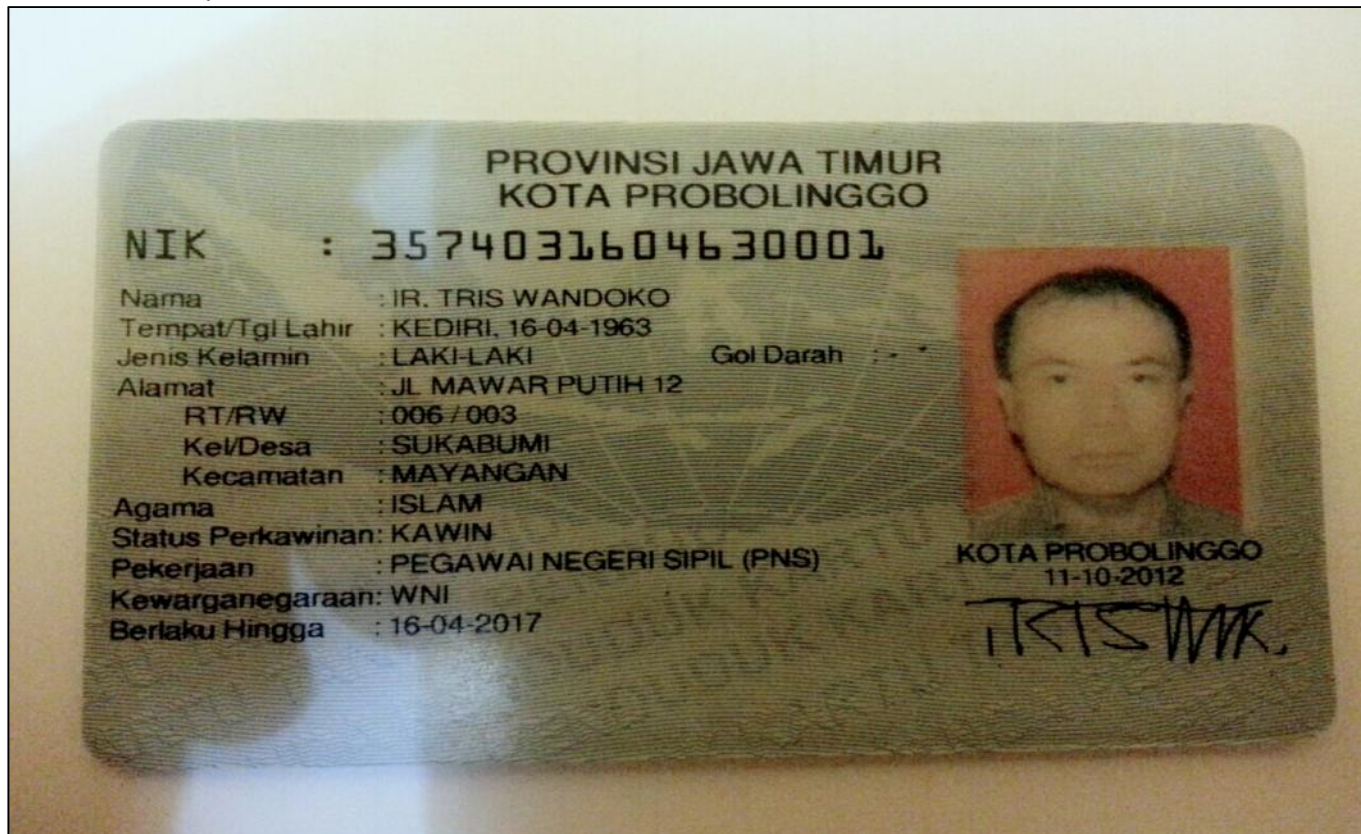 PROVINSI JAWA TIMUR
KOTA PROBOLINGGO
NIK : 3574031604630001
Nama : IR. TRIS WANDOKO
Tempat/Tgl Lahir : KEDIRI, 16-04-1963
Jenis Kelamin : LAKI-LAKI Gol Darah : -
Alamat : JL MAWAR PUTIH 12
RT/RW : 006 / 003
Kel/Desa : SUKABUMI
Kecamatan : MAYANGAN
Agama : ISLAM
Status Perkawinan: KAWIN
Pekerjaan : PEGAWAI NEGERI SIPIL (PNS)
Kewarganegaraan: WNI
Berlaku Hingga : 16-04-2017
KOTA PROBOLINGGO
11-10-2012